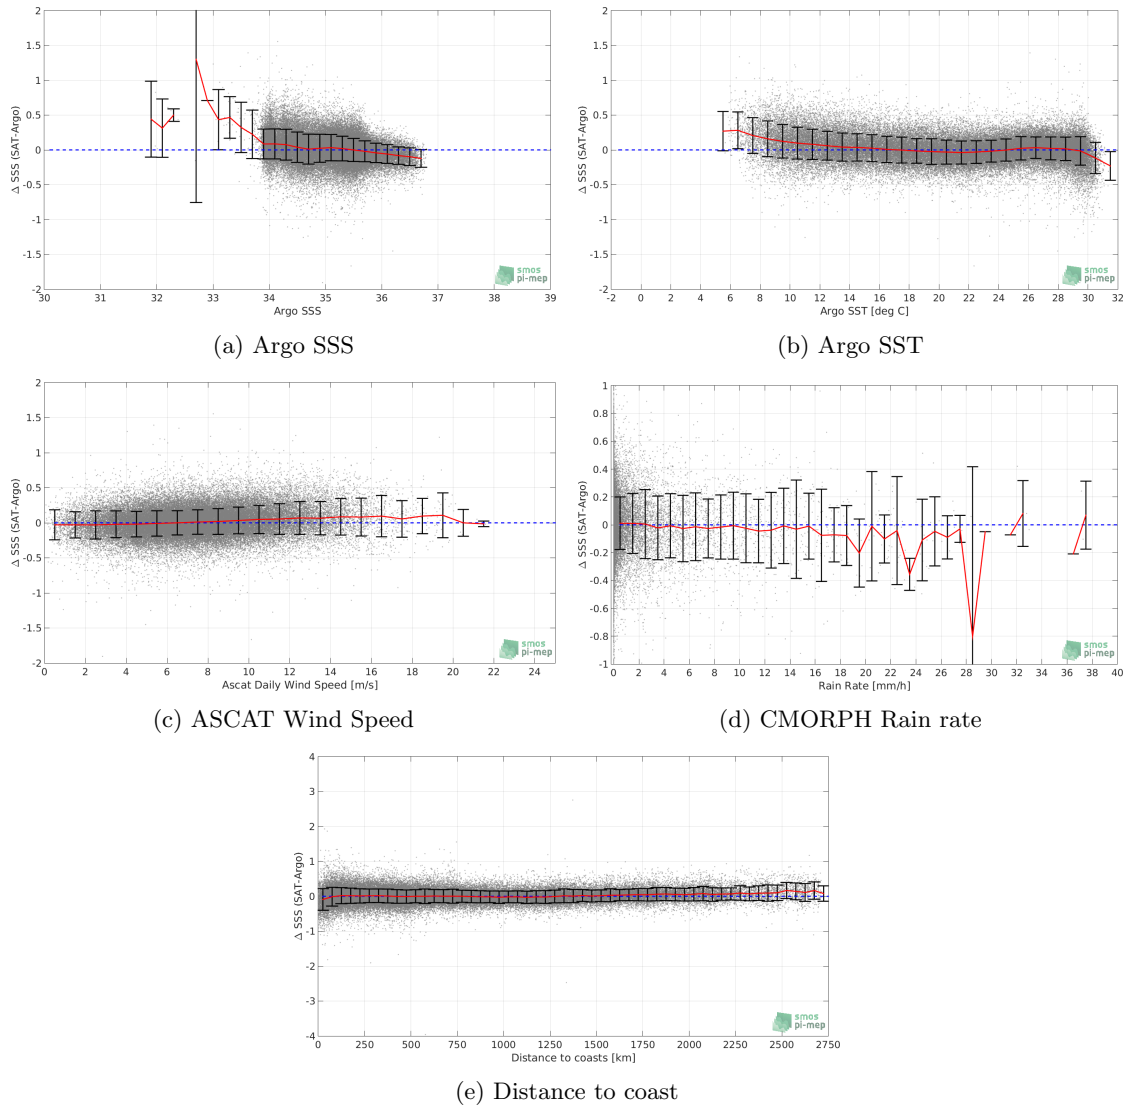 2
1.5
1
0.5
0
-0.5
-1
-1.5
-2
Δ SSS (SAT-Argo)
30 31 32 33 34 35 36 37 38 39
Argo SSS
smos
pi-mep
(a) Argo SSS
2
1.5
1
0.5
0
-0.5
-1
-1.5
-2
Δ SSS (SAT-Argo)
-2 0 2 4 6 8 10 12 14 16 18 20 22 24 26 28 30 32
Argo SST [deg C]
smos
pi-mep
(b) Argo SST
2
1.5
1
0.5
0
-0.5
-1
-1.5
-2
Δ SSS (SAT-Argo)
0 2 4 6 8 10 12 14 16 18 20 22 24
Ascat Daily Wind Speed [m/s]
smos
pi-mep
(c) ASCAT Wind Speed
1
0.8
0.6
0.4
0.2
0
-0.2
-0.4
-0.6
-0.8
-1
Δ SSS (SAT-Argo)
0 2 4 6 8 10 12 14 16 18 20 22 24 26 28 30 32 34 36 38 40
Rain Rate [mm/h]
smos
pi-mep
(d) CMORPH Rain rate
4
3
2
1
0
-1
-2
-3
-4
Δ SSS (SAT-Argo)
0 250 500 750 1000 1250 1500 1750 2000 2250 2500 2750
Distance to coasts [km]
smos
pi-mep
(e) Distance to coast